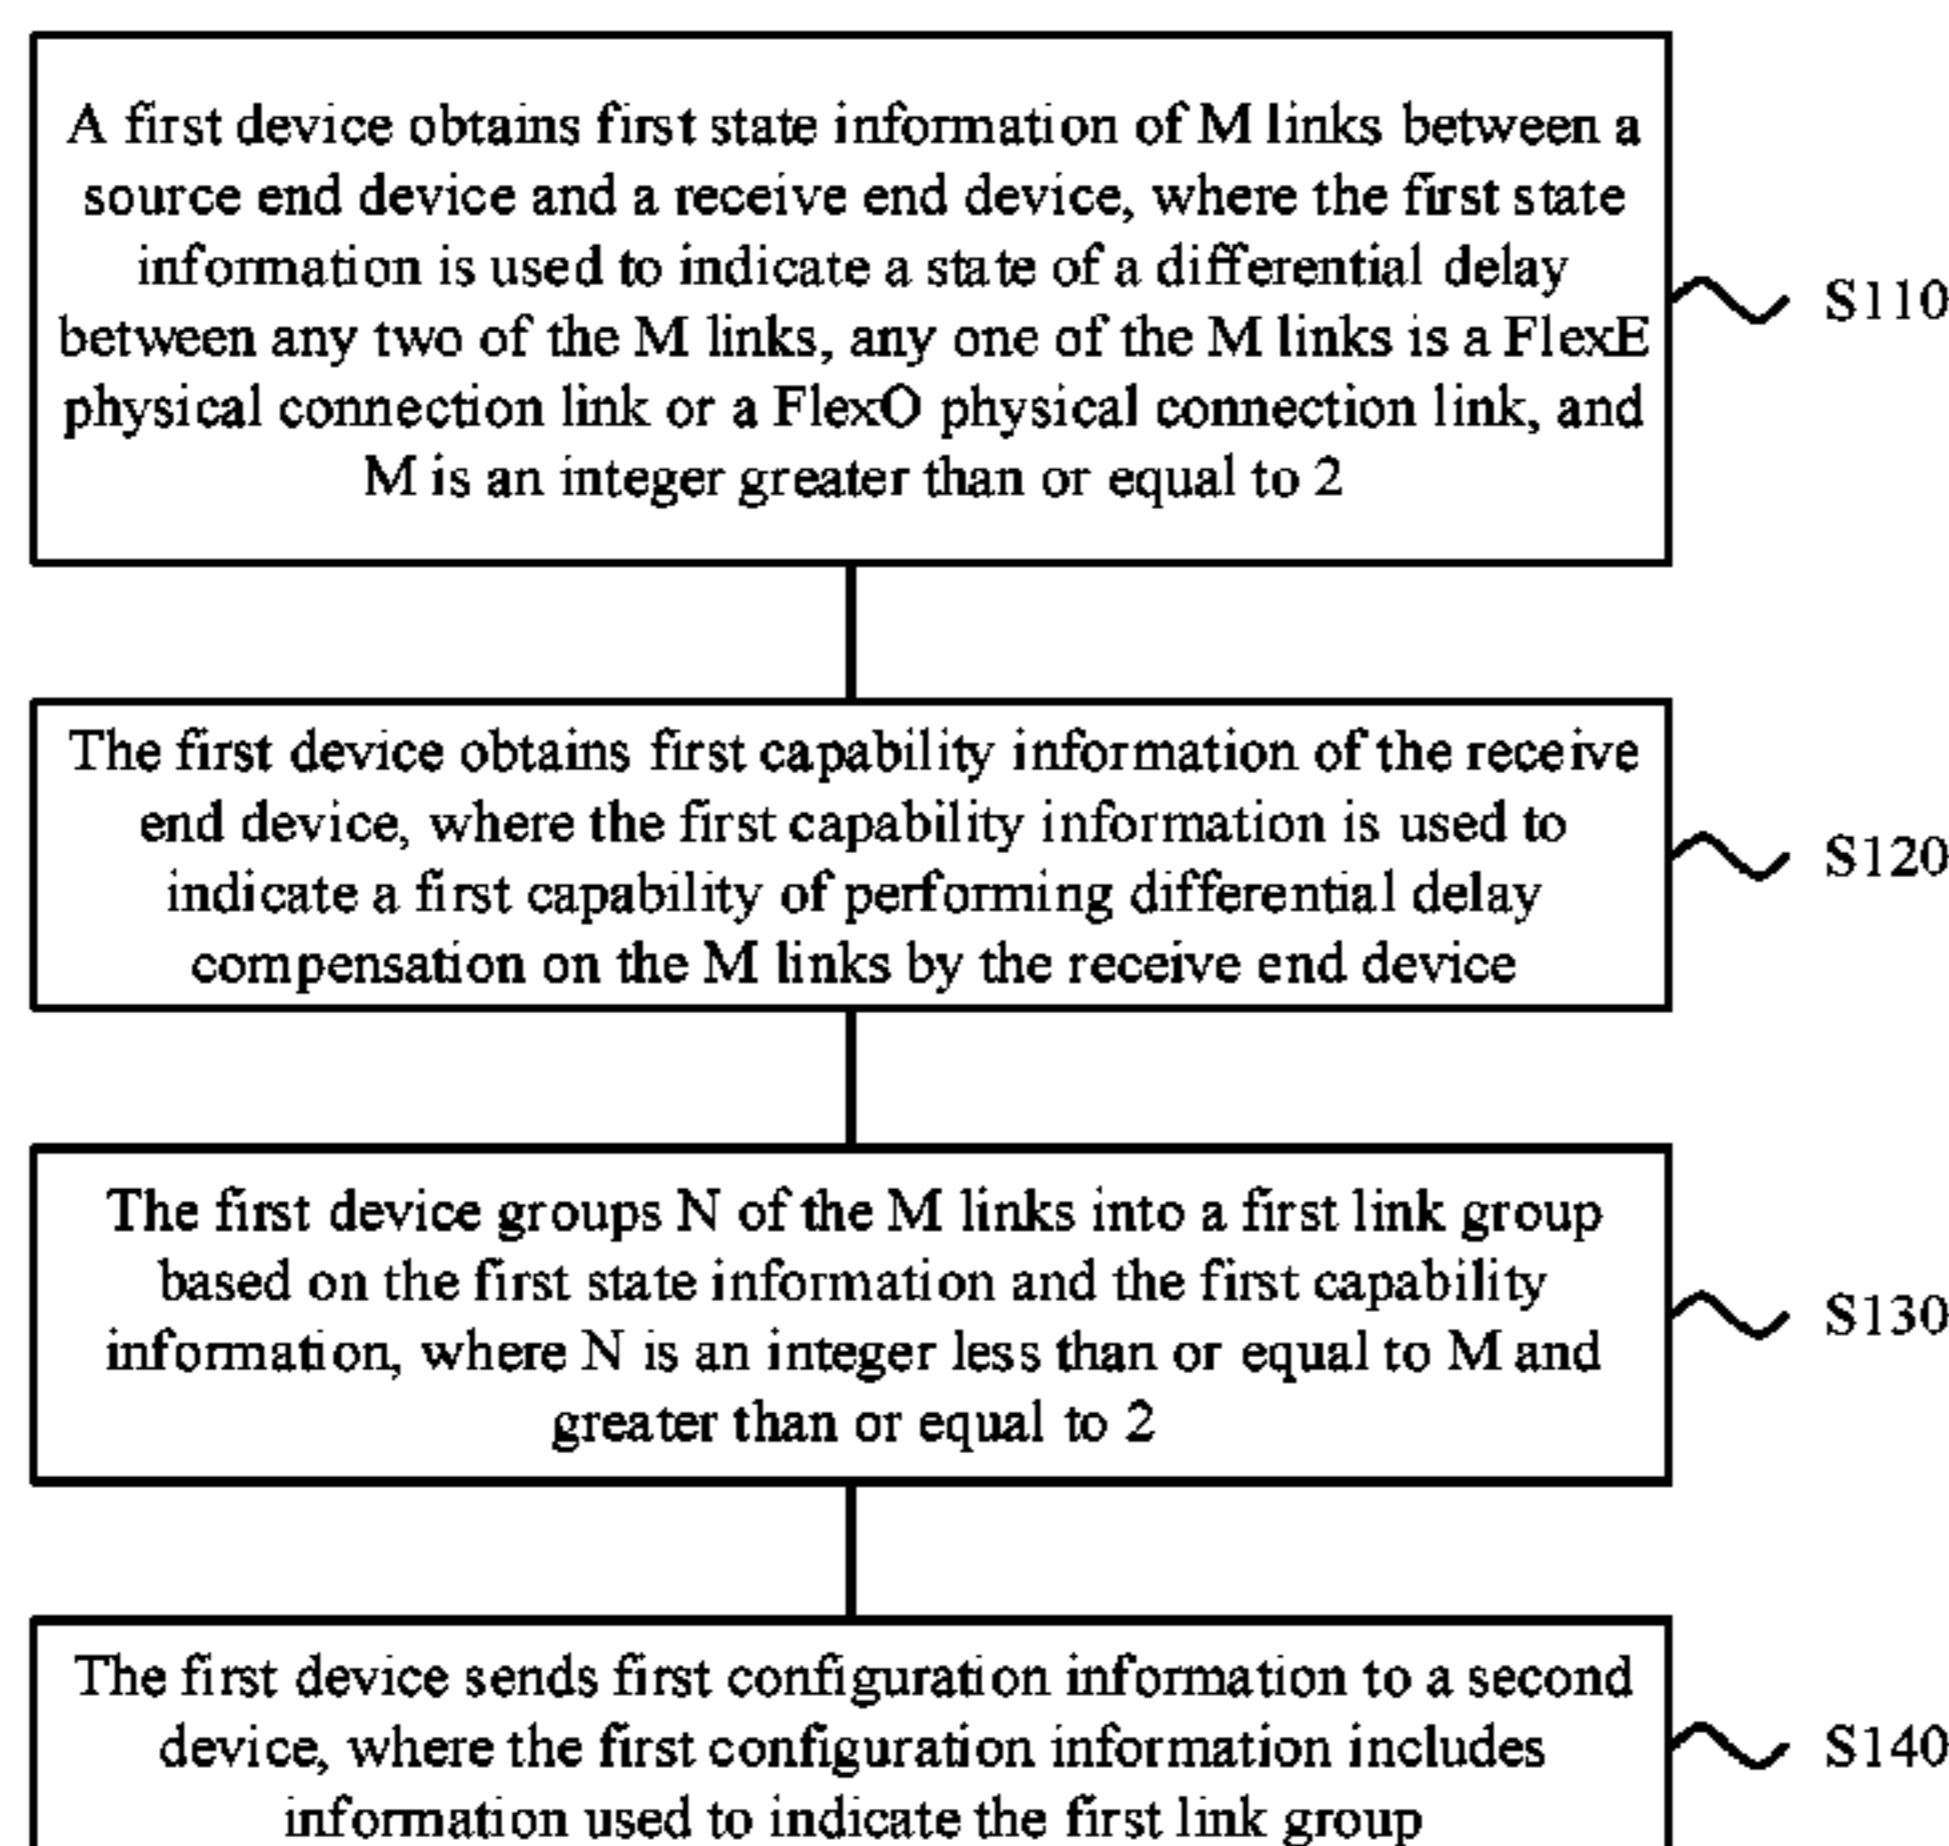 A first device obtains first state information of M links between a
source end device and a receive end device, where the first state
information is used to indicate a state of a differential delay
between any two of the M links, any one of the M links is a FlexE
physical connection link or a FlexO physical connection link, and
M is an integer greater than or equal to 2
S110
The first device obtains first capability information of the receive
end device, where the first capability information is used to
indicate a first capability of performing differential delay
compensation on the M links by the receive end device
S120
The first device groups N of the M links into a first link group
based on the first state information and the first capability
information, where N is an integer less than or equal to M and
greater than or equal to 2
S130
The first device sends first configuration information to a second
device, where the first configuration information includes
information used to indicate the first link group
S140